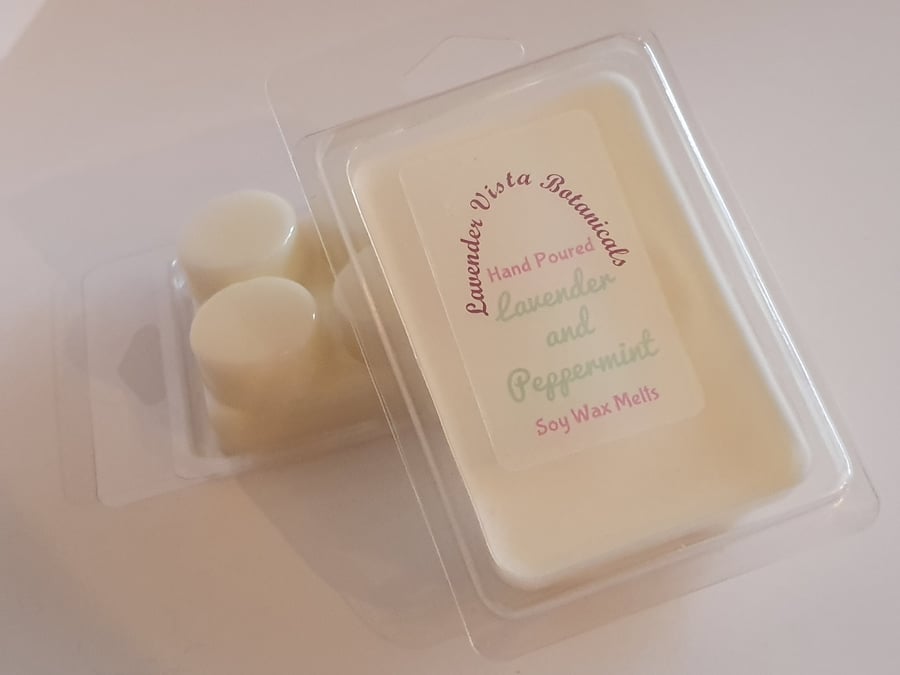 Lavender Vista Botanicals
Hand Poured
Lavender
and
Peppermint
Soy Wax Melts